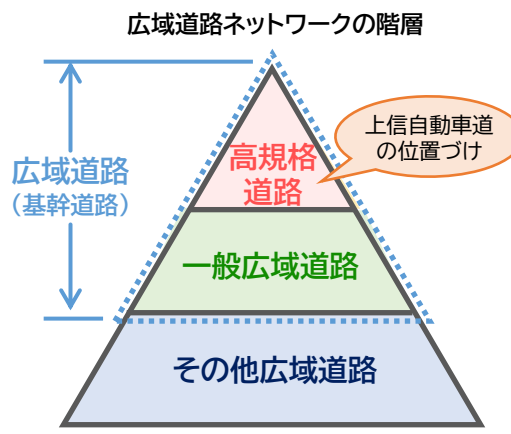 広域道路ネットワークの階層
上信自動車道
の位置づけ
高規格
道路
広域道路
（基幹道路）
一般広域道路
その他広域道路